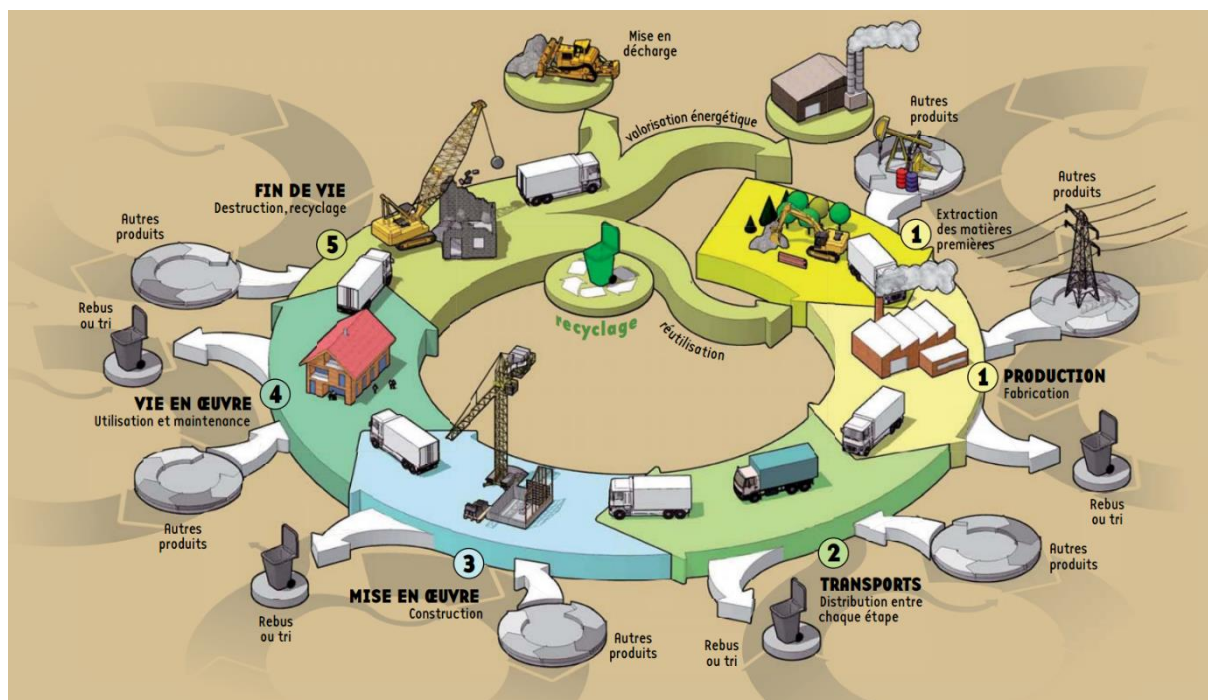 Mise en
décharge
valorisation énergétique
Autres
produits
Autres
produits
FIN DE VIE
Destruction, recyclage
5
Autres
produits
1
Extraction
des matières
premières
recyclage
réutilisation
Rebus
ou tri
4
VIE EN ŒUVRE
Utilisation et maintenance
1
PRODUCTION
Fabrication
Autres
produits
Rebus
ou tri
3
MISE EN ŒUVRE
Construction
2
TRANSPORTS
Distribution entre
chaque étape
Autres
produits
Rebus
ou tri
Autres
produits
Rebus
ou tri